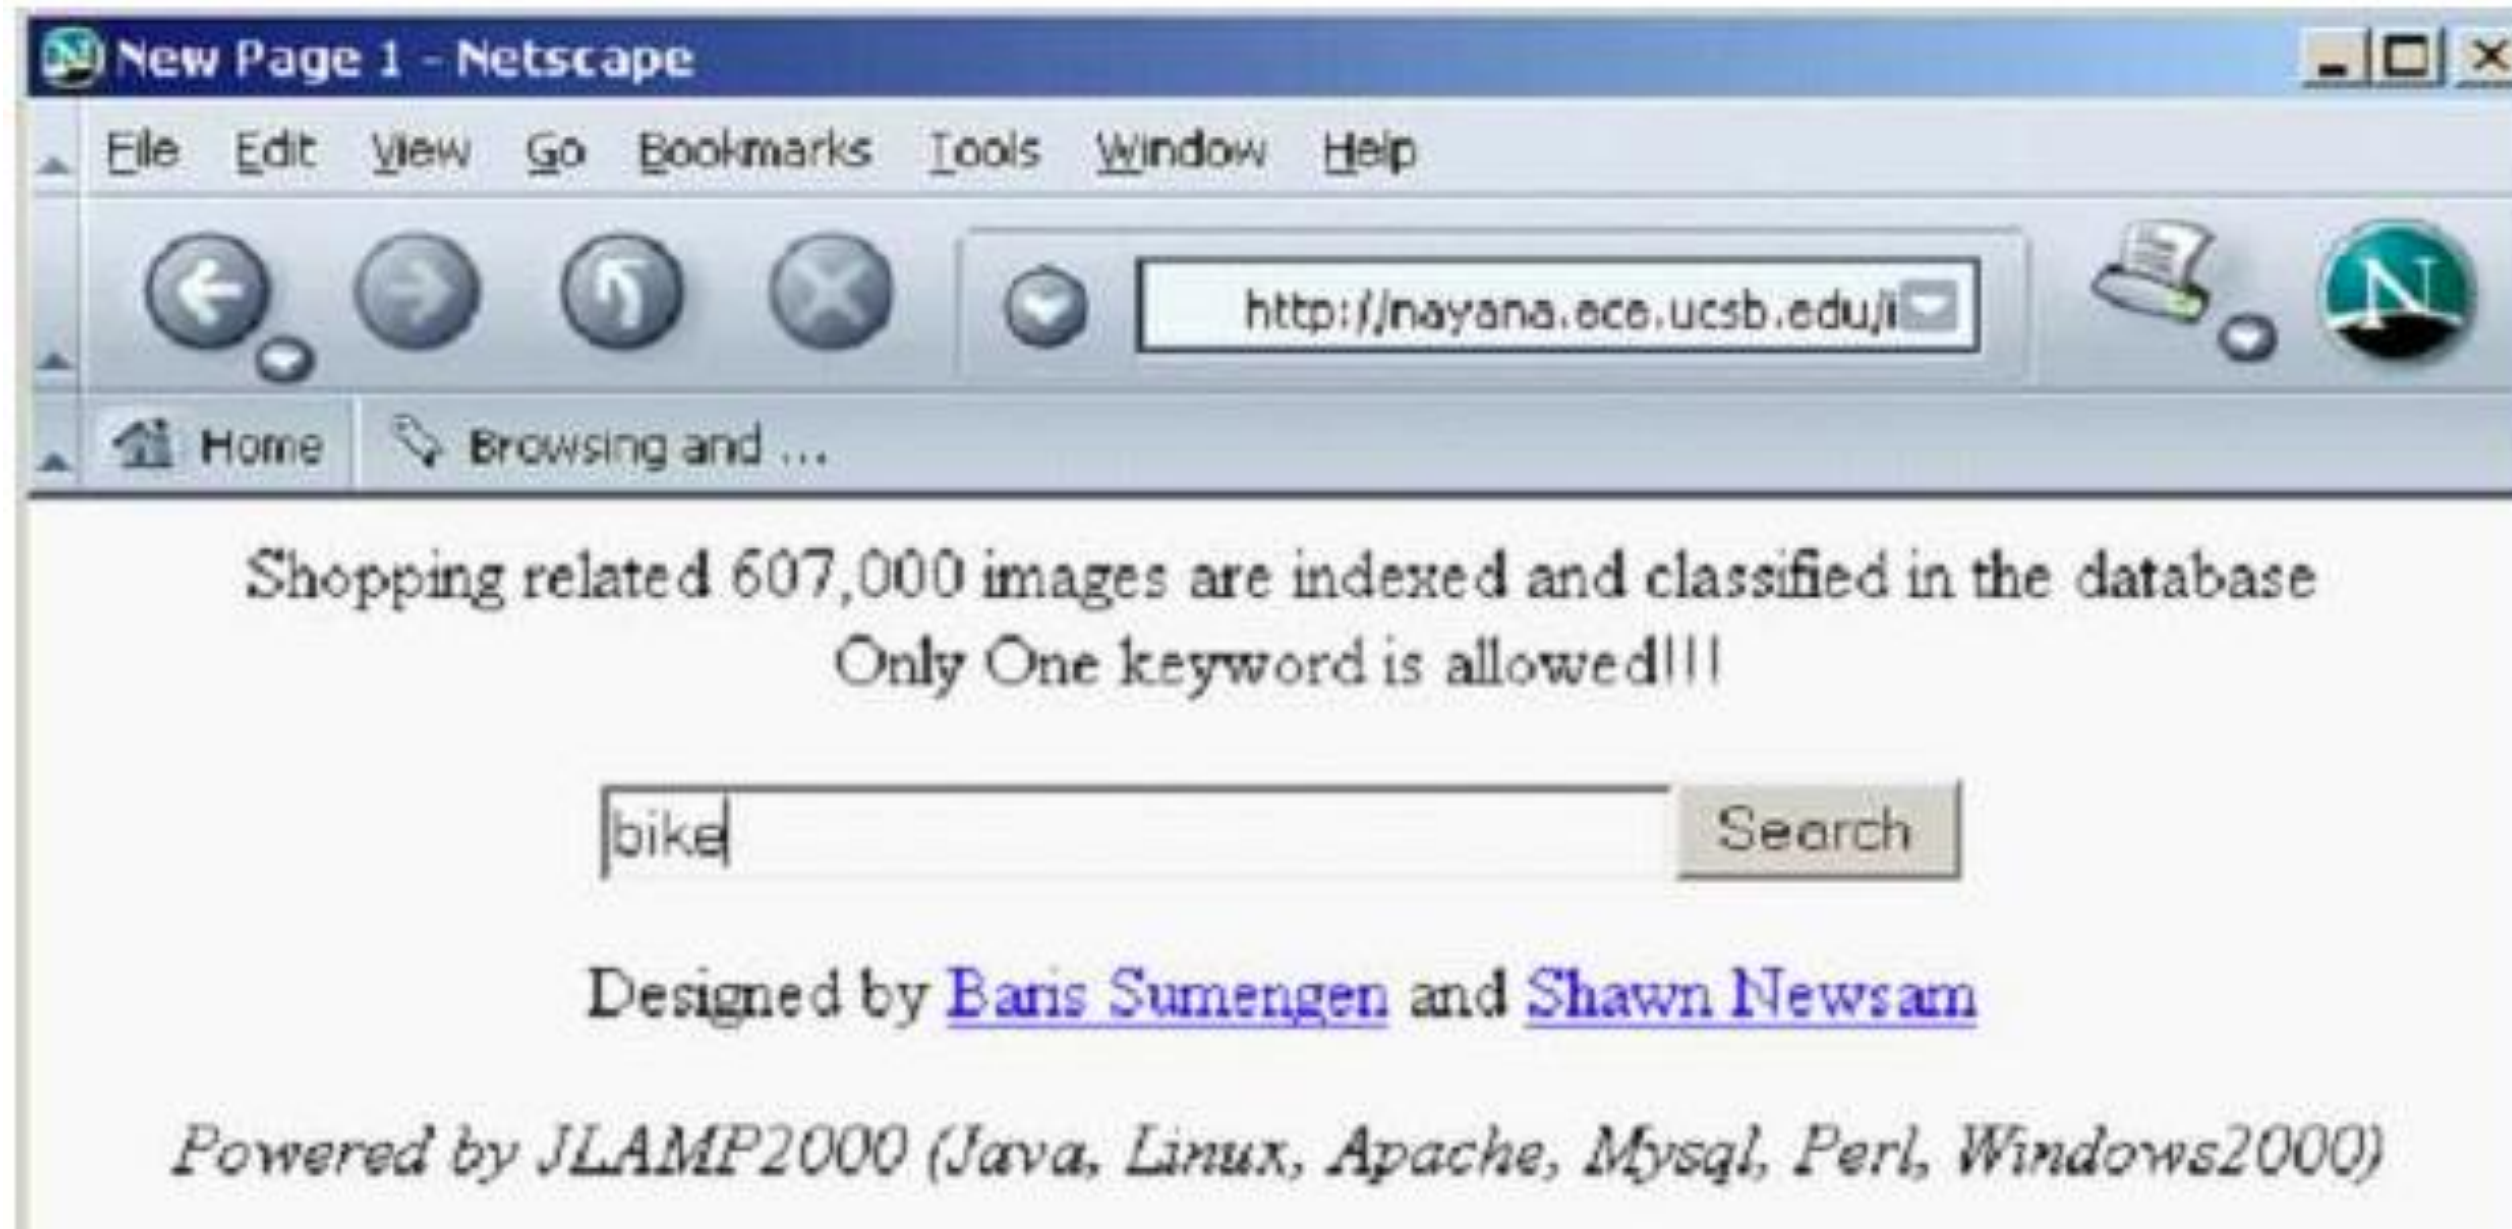 New Page 1 - Netscape
File Edit View Go Bookmarks Tools Window Help
http://nayana.ece.ucsb.edu/i
N
Home Browsing and ...
Shopping related 607,000 images are indexed and classified in the database
Only One keyword is allowed!!!
bike Search
Designed by Baris Sumengen and Shawn Newsam
Powered by JLAMP2000 (Java, Linux, Apache, Mysql, Perl, Windows2000)